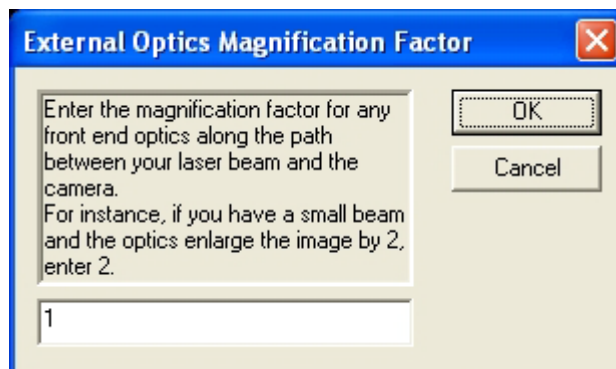 External Optics Magnification Factor
Enter the magnification factor for any
front end optics along the path
between your laser beam and the
camera.
For instance, if you have a small beam
and the optics enlarge the image by 2,
enter 2.
OK
Cancel
1